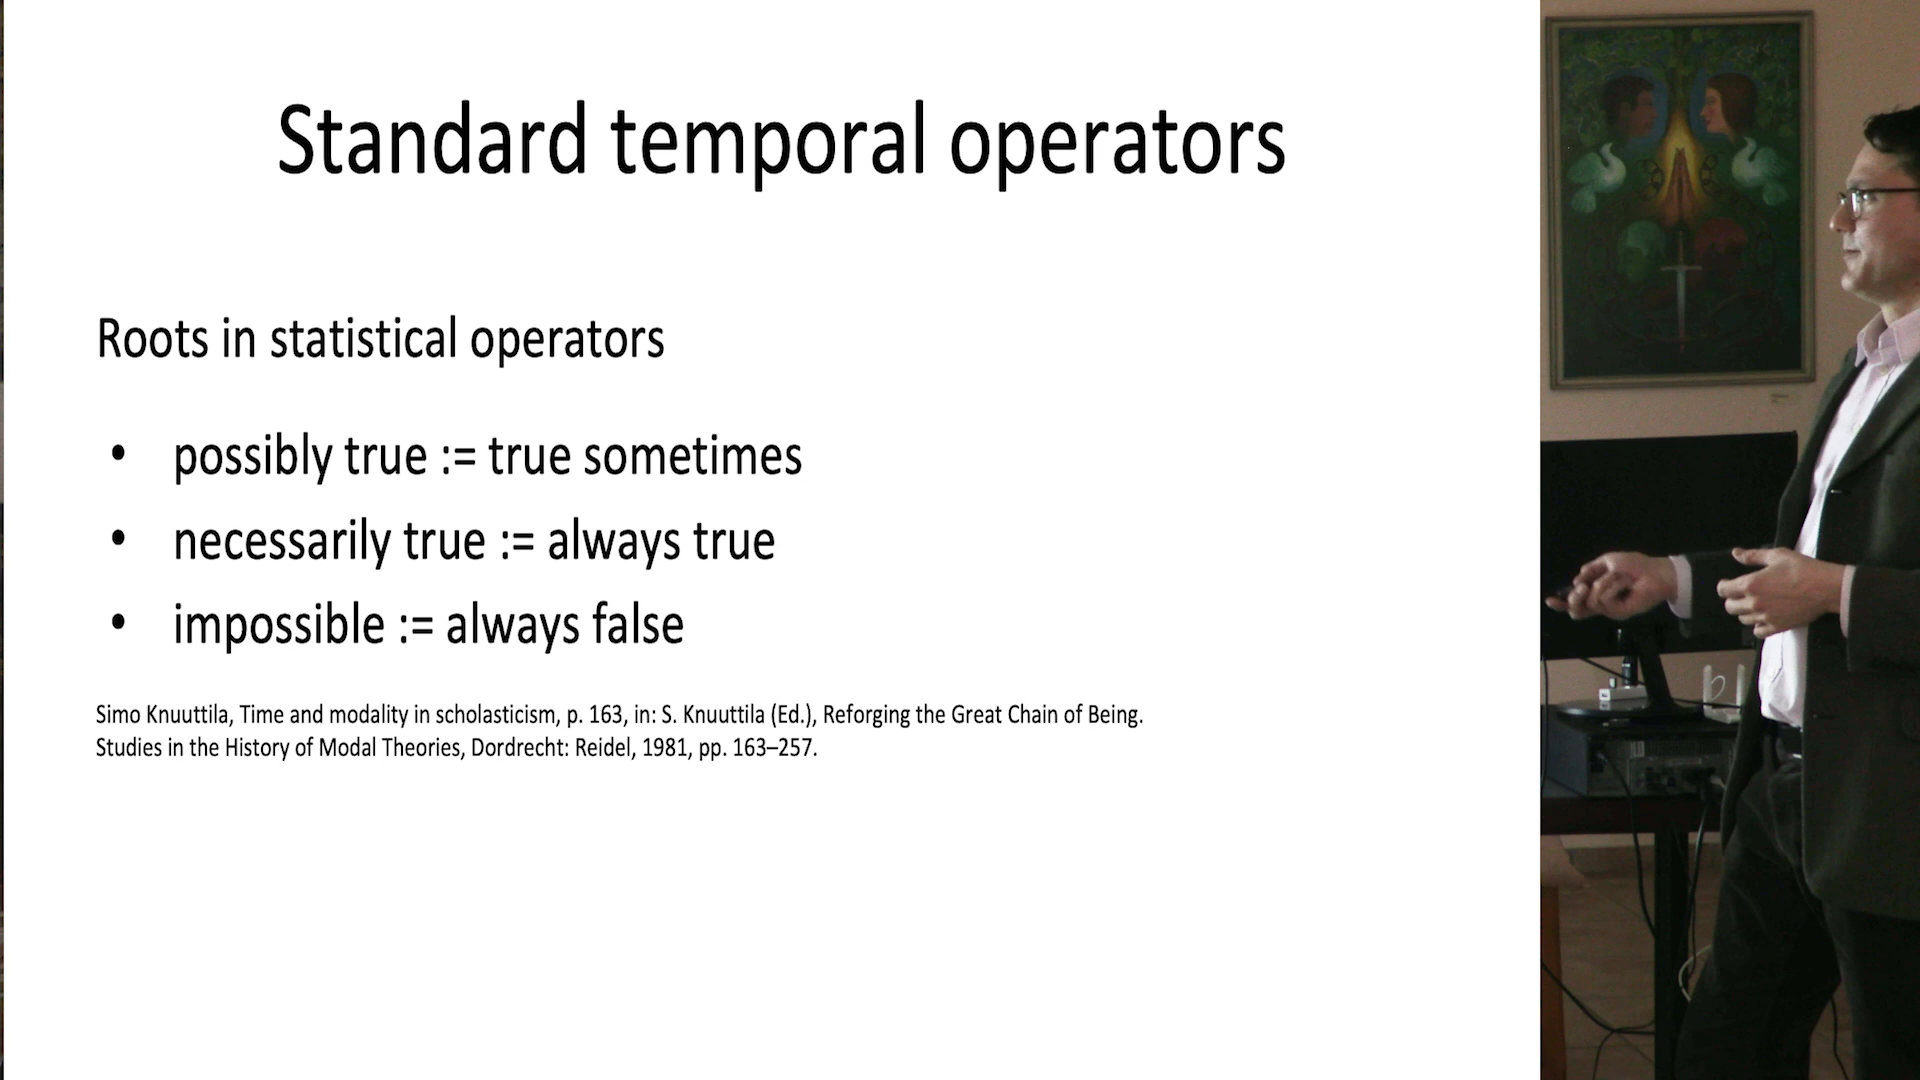 Standard temporal operators
Roots in statistical operators
• possibly true := true sometimes
• necessarily true := always true
• impossible := always false
Simo Knuuttila, Time and modality in scholasticism, p. 163, in: S. Knuuttila (Ed.), Reforging the Great Chain of Being.
Studies in the History of Modal Theories, Dordrecht: Reidel, 1981, pp. 163–257.